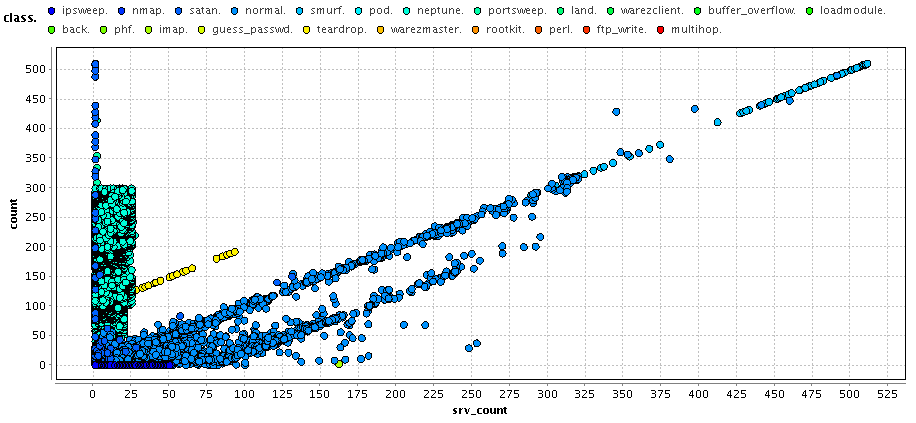 class.
ipsweep. nmap. satan. normal. smurf. pod. neptune. portsweep. land. warezclient. buffer_overflow. loadmodule.
back. phf. imap. guess_passwd. teardrop. warezmaster. rootkit. perl. ftp_write. multihop.
500
450
400
350
300
250
200
150
100
50
0
count
0 25 50 75 100 125 150 175 200 225 250 275 300 325 350 375 400 425 450 475 500 525
srv_count